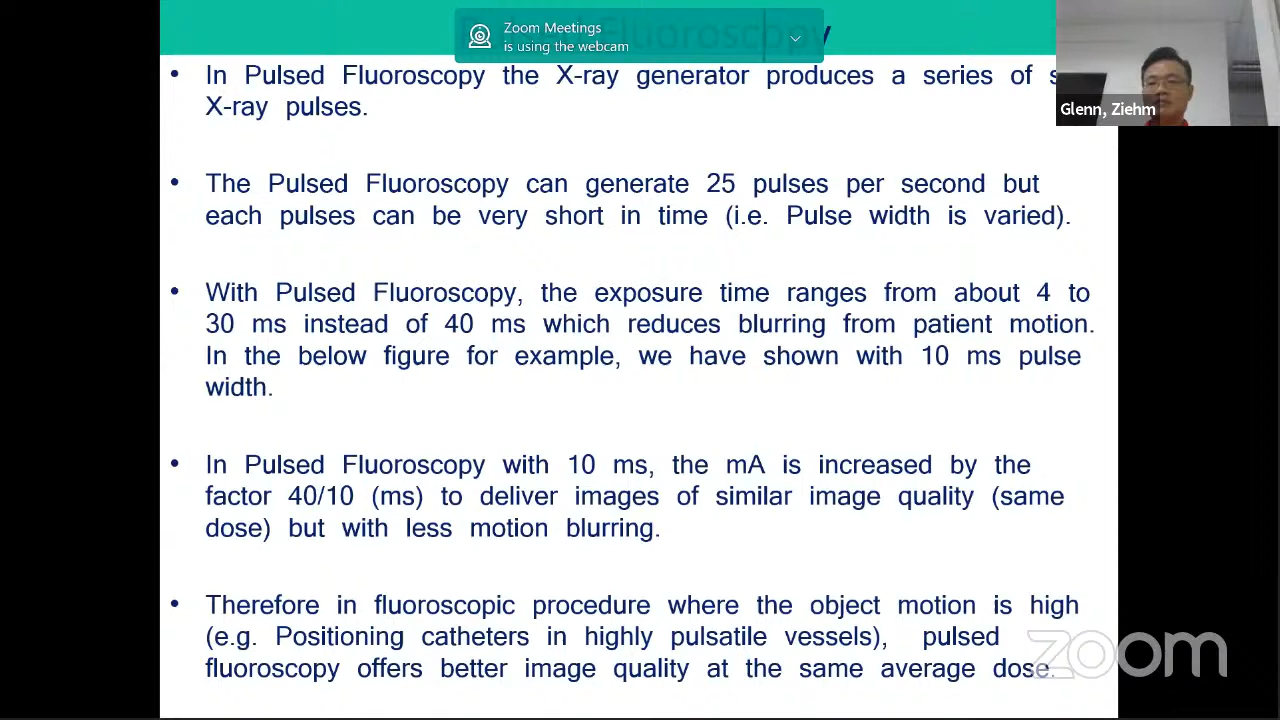 Zoom Meetings
is using the webcam
Fluoroscopy
Glenn, Ziehm
• In Pulsed Fluoroscopy the X-ray generator produces a series of
X-ray pulses.
• The Pulsed Fluoroscopy can generate 25 pulses per second but
each pulses can be very short in time (i.e. Pulse width is varied).
• With Pulsed Fluoroscopy, the exposure time ranges from about 4 to
30 ms instead of 40 ms which reduces blurring from patient motion.
In the below figure for example, we have shown with 10 ms pulse
width.
• In Pulsed Fluoroscopy with 10 ms, the mA is increased by the
factor 40/10 (ms) to deliver images of similar image quality (same
dose) but with less motion blurring.
• Therefore in fluoroscopic procedure where the object motion is high
(e.g. Positioning catheters in highly pulsatile vessels), pulsed
fluoroscopy offers better image quality at the same average dose.
zoom